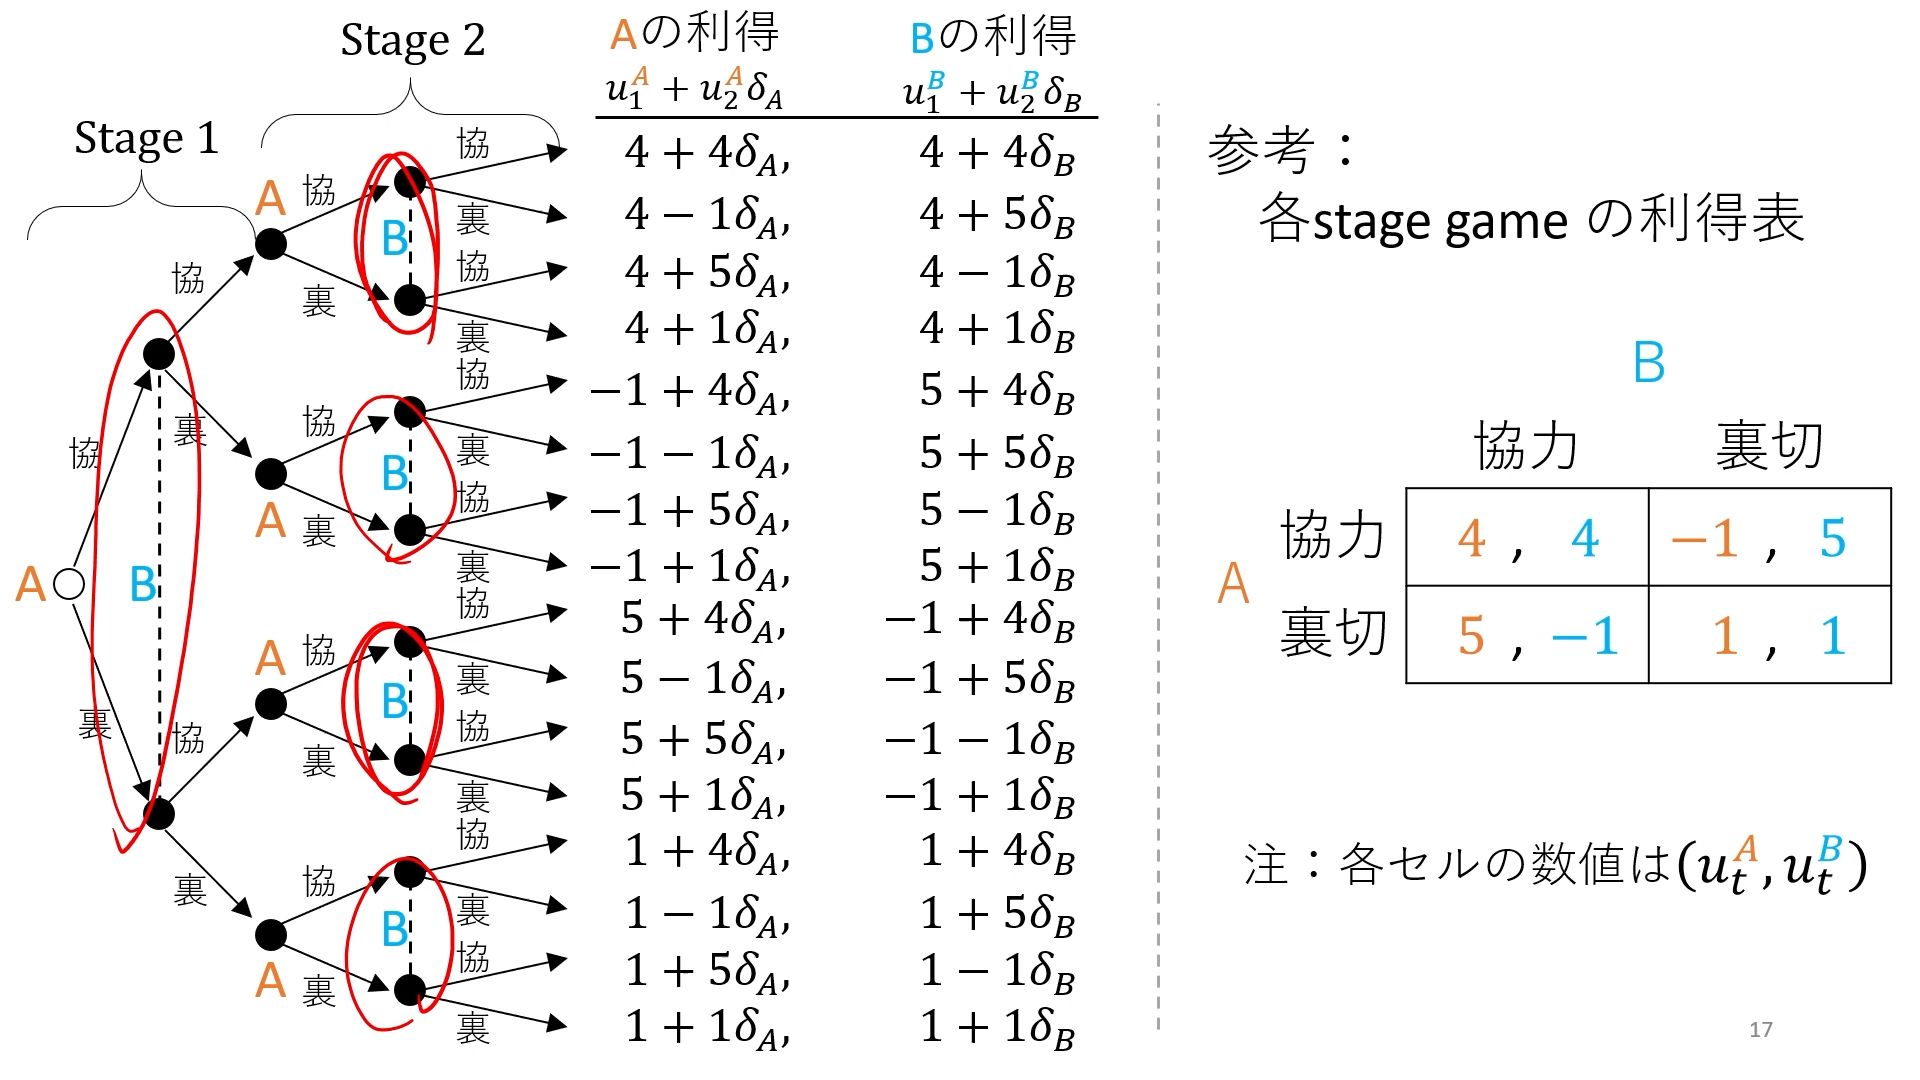 Stage 1
Stage 2
A
協
裏
B
協
裏
協
裏
A
協
裏
B
協
裏
協
裏
A
協
裏
B
協
裏
協
裏
A
協
裏
B
協
裏
協
裏
A
協
裏
B
協
裏
協
裏
Aの利得 Bの利得
u₁ᴬ + u₂ᴬδ_A u₁ᴮ + u₂ᴮδ_B
4 + 4δ_A, 4 + 4δ_B
4 − 1δ_A, 4 + 5δ_B
4 + 5δ_A, 4 − 1δ_B
4 + 1δ_A, 4 + 1δ_B
−1 + 4δ_A, 5 + 4δ_B
−1 − 1δ_A, 5 + 5δ_B
−1 + 5δ_A, 5 − 1δ_B
−1 + 1δ_A, 5 + 1δ_B
5 + 4δ_A, −1 + 4δ_B
5 − 1δ_A, −1 + 5δ_B
5 + 5δ_A, −1 − 1δ_B
5 + 1δ_A, −1 + 1δ_B
1 + 4δ_A, 1 + 4δ_B
1 − 1δ_A, 1 + 5δ_B
1 + 5δ_A, 1 − 1δ_B
1 + 1δ_A, 1 + 1δ_B
参考：
各stage game の利得表
B
協力 裏切
A
協力 4 , 4 −1 , 5
裏切 5 , −1 1 , 1
注：各セルの数値は(u_tᴬ, u_tᴮ)
17